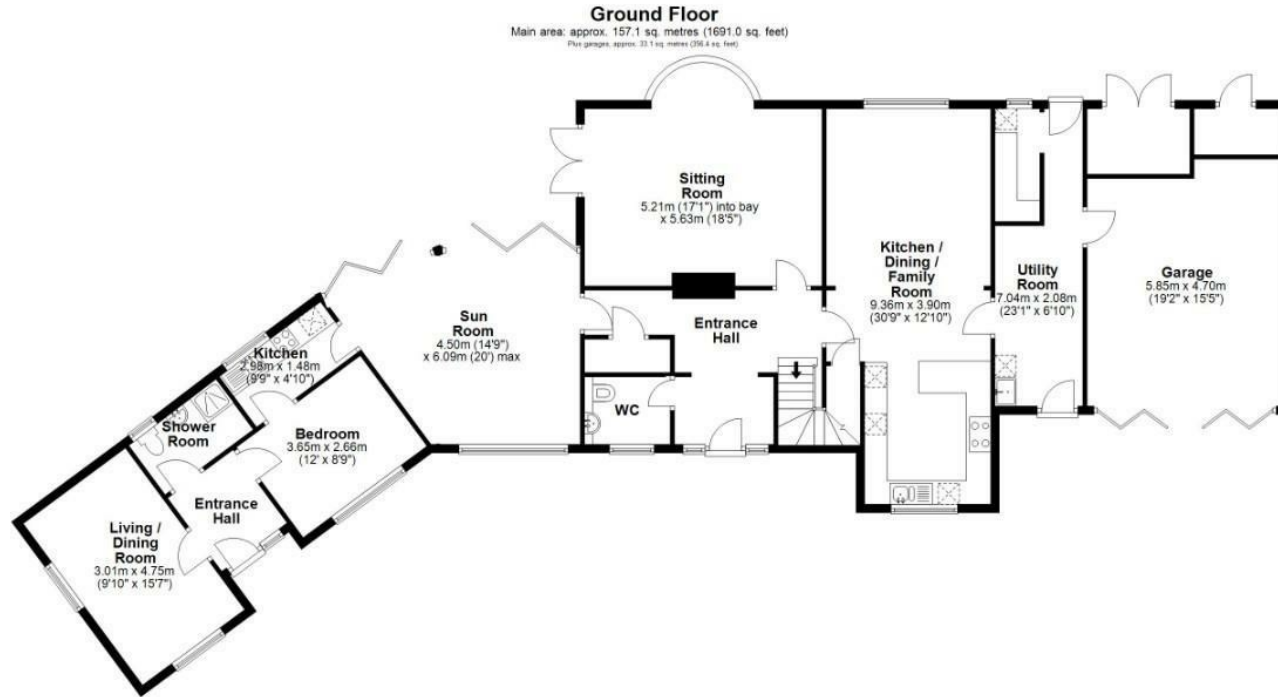 Ground Floor
Main area: approx. 157.1 sq. metres (1691.0 sq. feet)
Plus garages, approx. 33.1 sq. metres (356.4 sq. feet)
Sitting
Room
5.21m (17'1") into bay
x 5.63m (18'5")
Kitchen /
Dining /
Family
Room
9.36m x 3.90m
(30'9" x 12'10")
Utility
Room
7.04m x 2.08m
(23'1" x 6'10")
Garage
5.85m x 4.70m
(19'2" x 15'5")
Sun
Room
4.50m (14'9")
x 6.09m (20') max
Entrance
Hall
Kitchen
2.98m x 1.48m
(9'9" x 4'10")
WC
Shower
Room
Bedroom
3.65m x 2.66m
(12' x 8'9")
Entrance
Hall
Living /
Dining
Room
3.01m x 4.75m
(9'10" x 15'7")